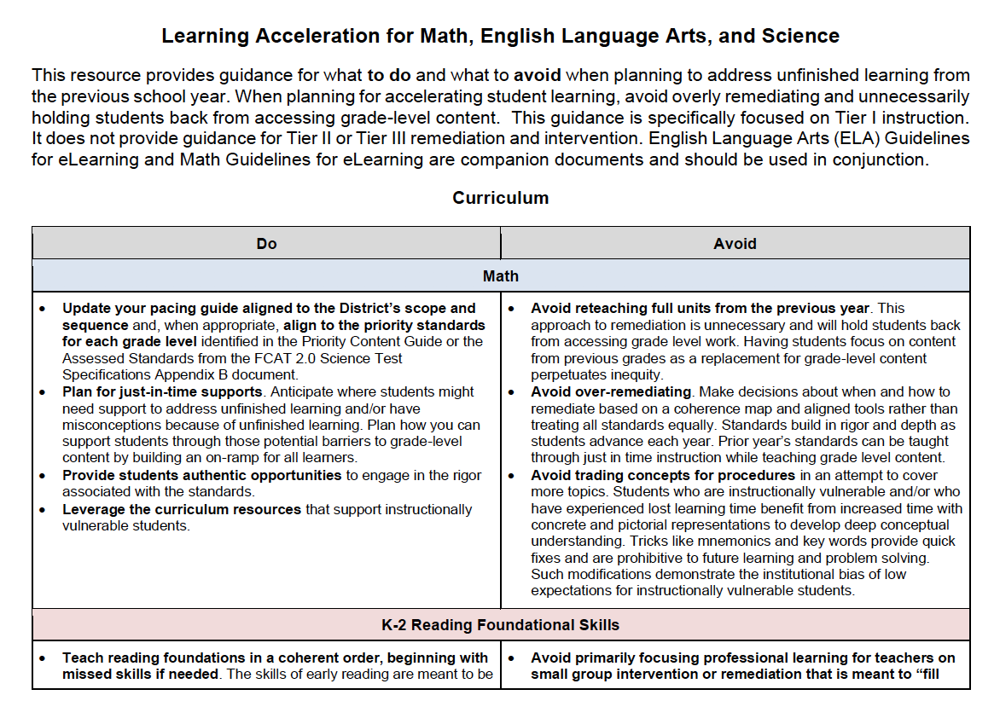 Learning Acceleration for Math, English Language Arts, and Science
This resource provides guidance for what to do and what to avoid when planning to address unfinished learning from
the previous school year. When planning for accelerating student learning, avoid overly remediating and unnecessarily
holding students back from accessing grade-level content.  This guidance is specifically focused on Tier I instruction.
It does not provide guidance for Tier II or Tier III remediation and intervention. English Language Arts (ELA) Guidelines
for eLearning and Math Guidelines for eLearning are companion documents and should be used in conjunction.
Curriculum
Do
Avoid
Math
• Update your pacing guide aligned to the District's scope and
sequence and, when appropriate, align to the priority standards
for each grade level identified in the Priority Content Guide or the
Assessed Standards from the FCAT 2.0 Science Test
Specifications Appendix B document.
• Plan for just-in-time supports. Anticipate where students might
need support to address unfinished learning and/or have
misconceptions because of unfinished learning. Plan how you can
support students through those potential barriers to grade-level
content by building an on-ramp for all learners.
• Provide students authentic opportunities to engage in the rigor
associated with the standards.
• Leverage the curriculum resources that support instructionally
vulnerable students.
• Avoid reteaching full units from the previous year. This
approach to remediation is unnecessary and will hold students back
from accessing grade level work. Having students focus on content
from previous grades as a replacement for grade-level content
perpetuates inequity.
• Avoid over-remediating. Make decisions about when and how to
remediate based on a coherence map and aligned tools rather than
treating all standards equally. Standards build in rigor and depth as
students advance each year. Prior year's standards can be taught
through just in time instruction while teaching grade level content.
• Avoid trading concepts for procedures in an attempt to cover
more topics. Students who are instructionally vulnerable and/or who
have experienced lost learning time benefit from increased time with
concrete and pictorial representations to develop deep conceptual
understanding. Tricks like mnemonics and key words provide quick
fixes and are prohibitive to future learning and problem solving.
Such modifications demonstrate the institutional bias of low
expectations for instructionally vulnerable students.
K-2 Reading Foundational Skills
• Teach reading foundations in a coherent order, beginning with
missed skills if needed. The skills of early reading are meant to be
• Avoid primarily focusing professional learning for teachers on
small group intervention or remediation that is meant to “fill